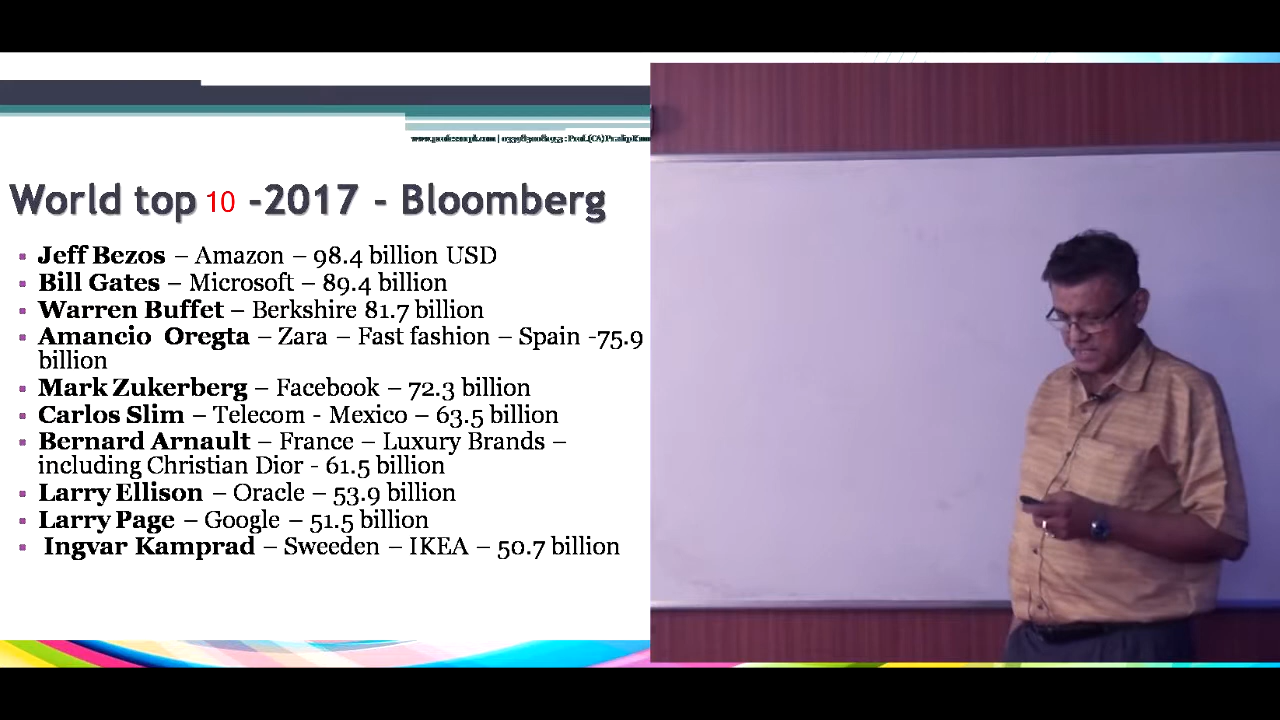 World top 10 -2017 - Bloomberg
Jeff Bezos – Amazon – 98.4 billion USD
Bill Gates – Microsoft – 89.4 billion
Warren Buffet – Berkshire 81.7 billion
Amancio Oregta – Zara – Fast fashion – Spain -75.9
billion
Mark Zukerberg – Facebook – 72.3 billion
Carlos Slim – Telecom - Mexico – 63.5 billion
Bernard Arnault – France – Luxury Brands –
including Christian Dior - 61.5 billion
Larry Ellison – Oracle – 53.9 billion
Larry Page – Google – 51.5 billion
Ingvar Kamprad – Sweeden – IKEA – 50.7 billion